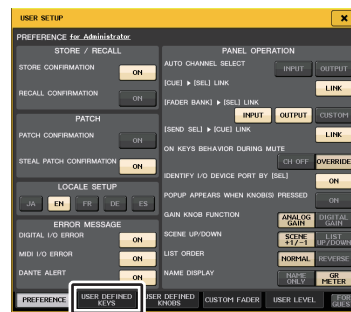 USER SETUP
PREFERENCE for Administrator
STORE / RECALL
STORE CONFIRMATION
ON
RECALL CONFIRMATION
ON
PATCH
PATCH CONFIRMATION
ON
STEAL PATCH CONFIRMATION
ON
LOCALE SETUP
JA EN FR DE ES
ERROR MESSAGE
DIGITAL I/O ERROR
ON
MIDI I/O ERROR
ON
DANTE ALERT
ON
PANEL OPERATION
AUTO CHANNEL SELECT
INPUT OUTPUT
[CUE] ▶ [SEL] LINK
LINK
[FADER BANK] ▶ [SEL] LINK
INPUT OUTPUT CUSTOM
[SEND SEL] ▶ [CUE] LINK
LINK
ON KEYS BEHAVIOR DURING MUTE
CH OFF OVERRIDE
IDENTIFY I/O DEVICE PORT BY [SEL]
ON
POPUP APPEARS WHEN KNOB(S) PRESSED
ON
GAIN KNOB FUNCTION
ANALOG GAIN
DIGITAL GAIN
SCENE UP/DOWN
SCENE +1/-1
LIST UP/DOWN
LIST ORDER
NORMAL REVERSE
NAME DISPLAY
NAME ONLY
GR METER
PREFERENCE
USER DEFINED KEYS
USER DEFINED KNOBS
CUSTOM FADER
USER LEVEL
FOR